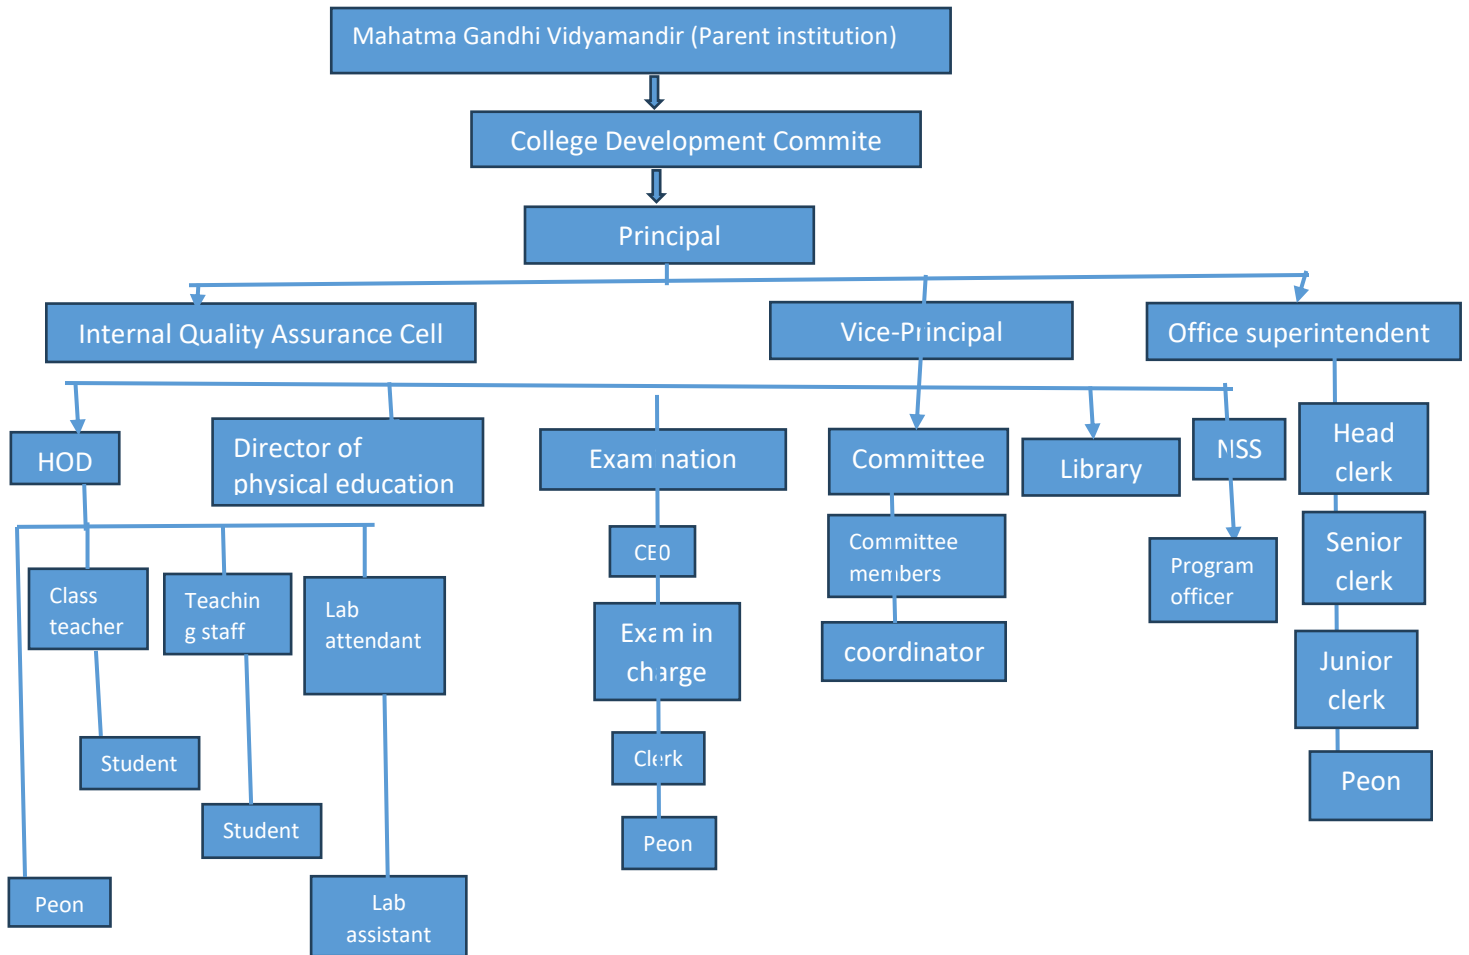 Mahatma Gandhi Vidyamandir (Parent institution)
College Development Commite
Principal
Internal Quality Assurance Cell
Vice-Principal
Office superintendent
HOD
Director of
physical education
Exam nation
Committee
Library
NSS
Head
clerk
CE0
Committee
members
Program
officer
Senior
clerk
Class
teacher
Teachin
g staff
Lab
attendant
Exam in
charge
coordinator
Junior
clerk
Student
Clerk
Peon
Student
Peon
Peon
Lab
assistant